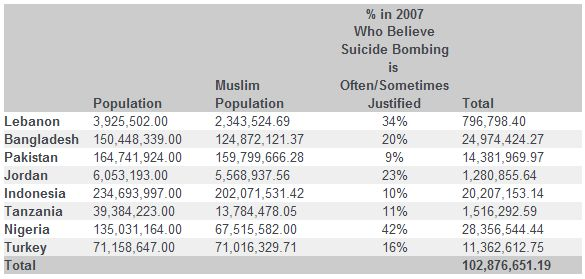 % in 2007
Who Believe
Suicide Bombing
is
Muslim Often/Sometimes
Population Population Justified Total
Lebanon 3,925,502.00 2,343,524.69 34% 796,798.40
Bangladesh 150,448,339.00 124,872,121.37 20% 24,974,424.27
Pakistan 164,741,924.00 159,799,666.28 9% 14,381,969.97
Jordan 6,053,193.00 5,568,937.56 23% 1,280,855.64
Indonesia 234,693,997.00 202,071,531.42 10% 20,207,153.14
Tanzania 39,384,223.00 13,784,478.05 11% 1,516,292.59
Nigeria 135,031,164.00 67,515,582.00 42% 28,356,544.44
Turkey 71,158,647.00 71,016,329.71 16% 11,362,612.75
Total 102,876,651.19